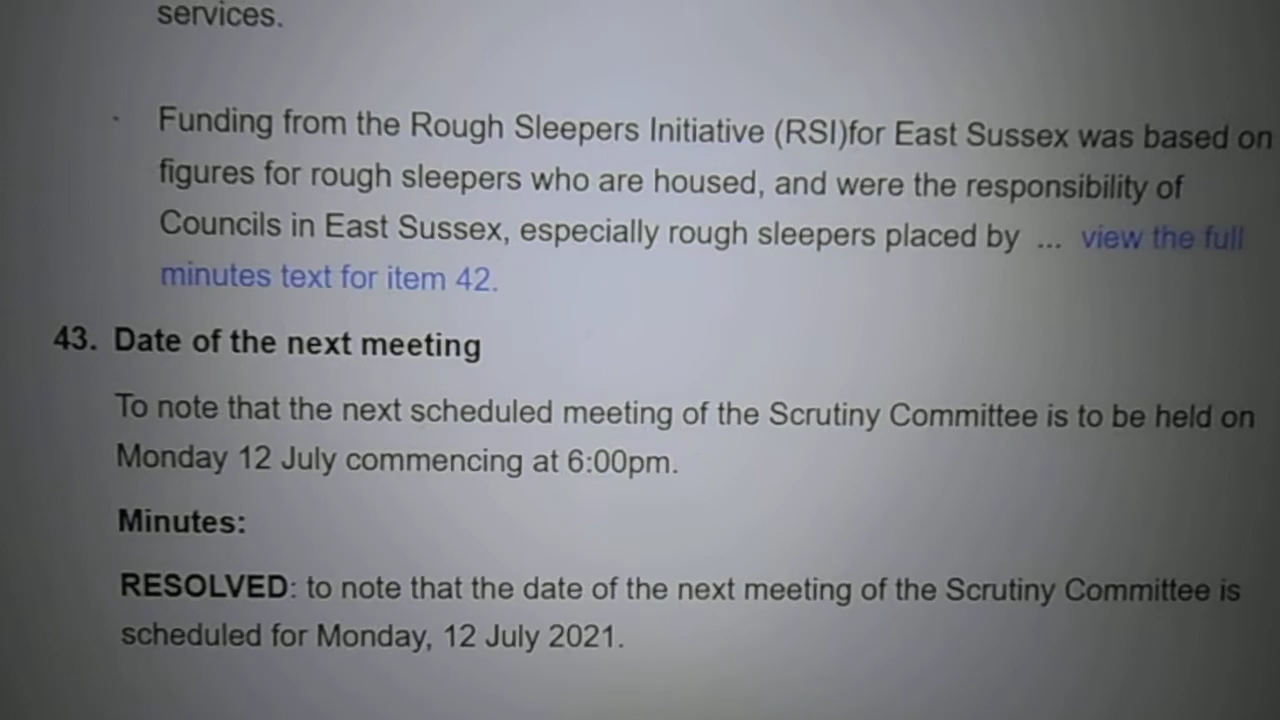 services.
· Funding from the Rough Sleepers Initiative (RSI)for East Sussex was based on
figures for rough sleepers who are housed, and were the responsibility of
Councils in East Sussex, especially rough sleepers placed by ... view the full
minutes text for item 42.
43. Date of the next meeting
To note that the next scheduled meeting of the Scrutiny Committee is to be held on
Monday 12 July commencing at 6:00pm.
Minutes:
RESOLVED: to note that the date of the next meeting of the Scrutiny Committee is
scheduled for Monday, 12 July 2021.